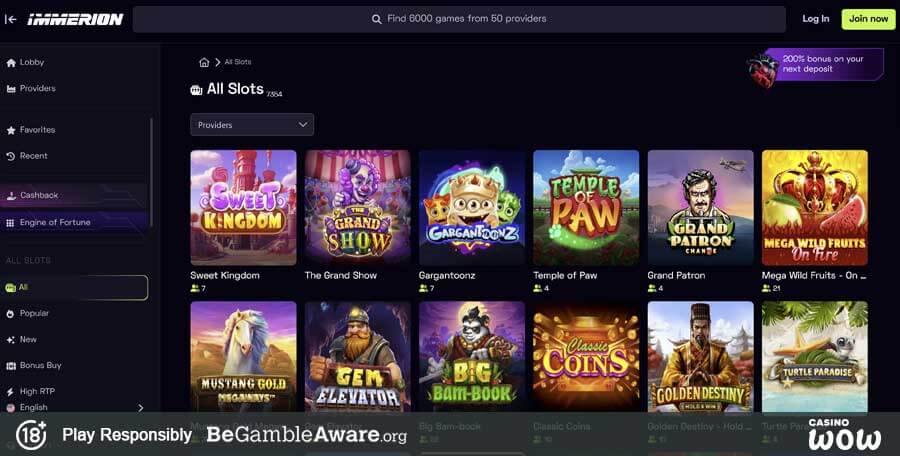 IMMERION
Find 6000 games from 50 providers
Log In
Join now
Lobby
Providers
Favorites
Recent
Cashback
Engine of Fortune
ALL SLOTS
All
Popular
New
Bonus Buy
High RTP
English
All Slots
200% bonus on your
next deposit
All Slots 7354
Providers
SWEET
KINGDOM
THE
GRAND
SHOW
GARGANTOONZ
TEMPLE
OF
PAW
GRAND
PATRON
CHANCE
MEGA WILD FRUITS
On Fire
Sweet Kingdom
The Grand Show
Gargantoonz
Temple of Paw
Grand Patron
Mega Wild Fruits - On ...
7
7
4
4
21
MUSTANG GOLD
MEGAWAYS™
GEM
ELEVATOR
BIG
BAM-BOOK
Classic
COINS
GOLDEN DESTINY
HOLD & WIN
TURTLE PARADISE
Big Bam-book
Classic Coins
Golden Destiny - Hold ...
18+
Play Responsibly
BeGambleAware.org
CASINO
WOW